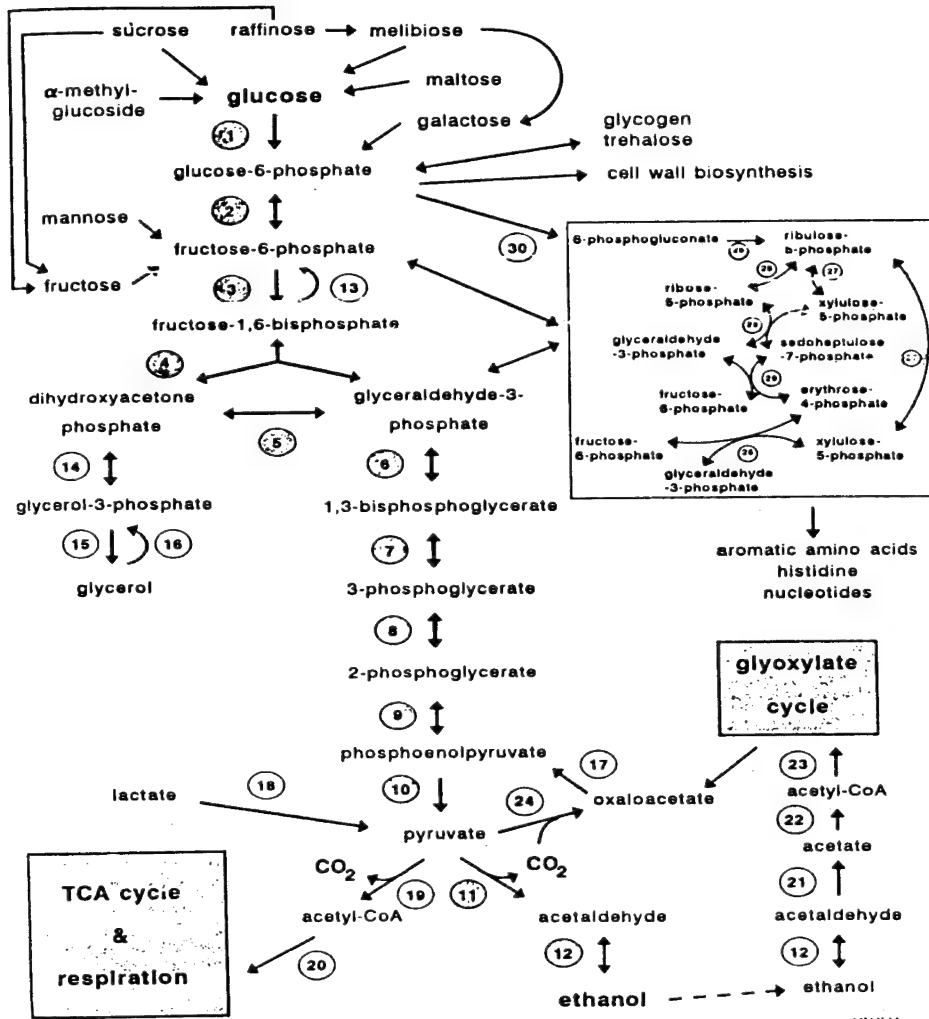 sucrose
raffinose
melibiose
α-methyl-
glucoside
glucose
maltose
galactose
1
glycogen
trehalose
glucose-6-phosphate
cell wall biosynthesis
mannose
2
fructose-6-phosphate
30
fructose
3
13
fructose-1,6-bisphosphate
6-phosphogluconate
ribulose-
5-phosphate
27
ribose-
5-phosphate
xylulose-
5-phosphate
glyceraldehyde
-3-phosphate
sedoheptulose
-7-phosphate
29
fructose-
6-phosphate
erythrose-
4-phosphate
fructose-
6-phosphate
xylulose-
5-phosphate
glyceraldehyde
-3-phosphate
4
dihydroxyacetone
phosphate
glyceraldehyde-3-
phosphate
5
14
6
glycerol-3-phosphate
1,3-bisphosphoglycerate
15
16
7
glycerol
3-phosphoglycerate
aromatic amino acids
histidine
nucleotides
8
2-phosphoglycerate
glyoxylate
cycle
9
phosphoenolpyruvate
17
23
lactate
18
10
24
oxaloacetate
acetyl-CoA
22
pyruvate
acetate
CO2
CO2
19
11
21
TCA cycle
&
respiration
acetyl-CoA
acetaldehyde
acetaldehyde
20
12
12
ethanol
ethanol